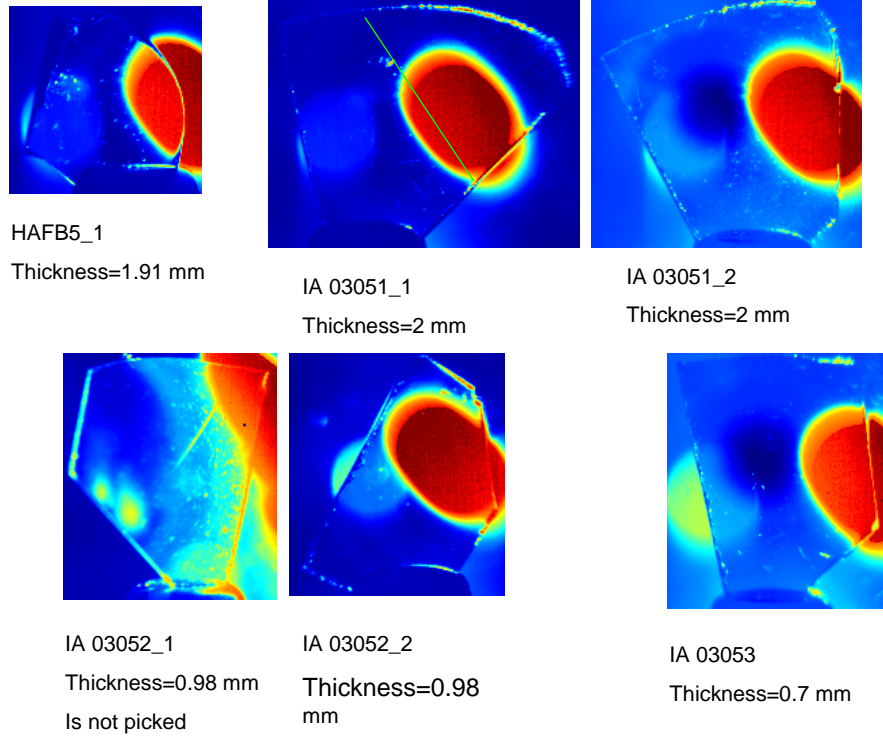 HAFB5_1
Thickness=1.91 mm
IA 03051_1
Thickness=2 mm
IA 03051_2
Thickness=2 mm
IA 03052_1
Thickness=0.98 mm
Is not picked
IA 03052_2
Thickness=0.98
mm
IA 03053
Thickness=0.7 mm